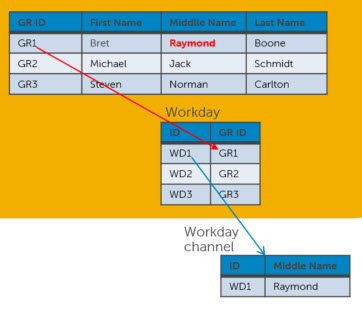 GR ID First Name Middle Name Last Name
GR1 Bret Raymond Boone
GR2 Michael Jack Schmidt
GR3 Steven Norman Carlton
Workday
ID GR ID
WD1 GR1
WD2 GR2
WD3 GR3
Workday
channel
ID Middle Name
WD1 Raymond